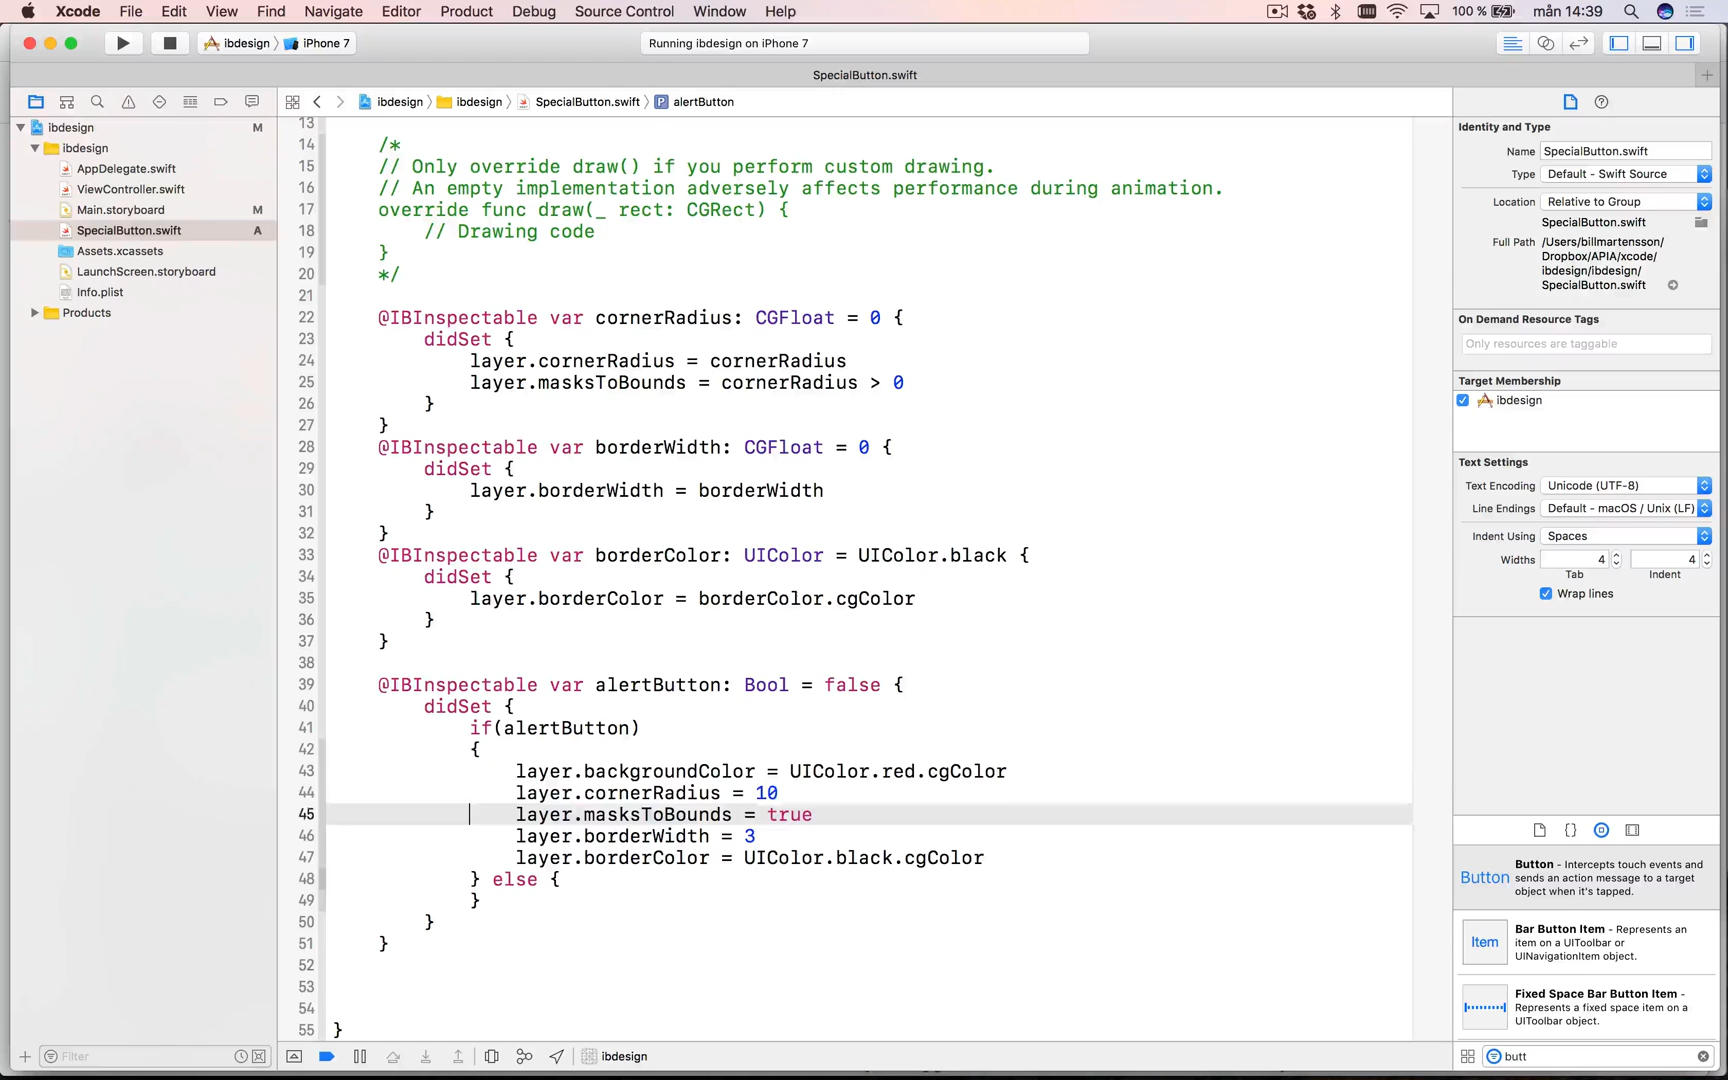 Xcode File Edit View Find Navigate Editor Product Debug Source Control Window Help 100 % mån 14:39
ibdesign iPhone 7 Running ibdesign on iPhone 7
SpecialButton.swift
ibdesign ibdesign SpecialButton.swift P alertButton
ibdesign M
ibdesign
AppDelegate.swift
ViewController.swift
Main.storyboard M
SpecialButton.swift A
Assets.xcassets
LaunchScreen.storyboard
Info.plist
Products
Filter
13
14 /*
15 // Only override draw() if you perform custom drawing.
16 // An empty implementation adversely affects performance during animation.
17 override func draw(_ rect: CGRect) {
18 // Drawing code
19 }
20 */
21
22 @IBInspectable var cornerRadius: CGFloat = 0 {
23 didSet {
24 layer.cornerRadius = cornerRadius
25 layer.masksToBounds = cornerRadius > 0
26 }
27 }
28 @IBInspectable var borderWidth: CGFloat = 0 {
29 didSet {
30 layer.borderWidth = borderWidth
31 }
32 }
33 @IBInspectable var borderColor: UIColor = UIColor.black {
34 didSet {
35 layer.borderColor = borderColor.cgColor
36 }
37 }
38
39 @IBInspectable var alertButton: Bool = false {
40 didSet {
41 if(alertButton)
42 {
43 layer.backgroundColor = UIColor.red.cgColor
44 layer.cornerRadius = 10
45 layer.masksToBounds = true
46 layer.borderWidth = 3
47 layer.borderColor = UIColor.black.cgColor
48 } else {
49 }
50 }
51 }
52
53
54
55 }
ibdesign
Identity and Type
Name SpecialButton.swift
Type Default - Swift Source
Location Relative to Group
SpecialButton.swift
Full Path /Users/billmartensson/
Dropbox/APIA/xcode/
ibdesign/ibdesign/
SpecialButton.swift
On Demand Resource Tags
Only resources are taggable
Target Membership
ibdesign
Text Settings
Text Encoding Unicode (UTF-8)
Line Endings Default - macOS / Unix (LF)
Indent Using Spaces
Widths 4 4
Tab Indent
Wrap lines
{}
Button
Button - Intercepts touch events and
sends an action message to a target
object when it's tapped.
Item
Bar Button Item - Represents an
item on a UIToolbar or
UINavigationItem object.
Fixed Space Bar Button Item -
Represents a fixed space item on a
UIToolbar object.
butt